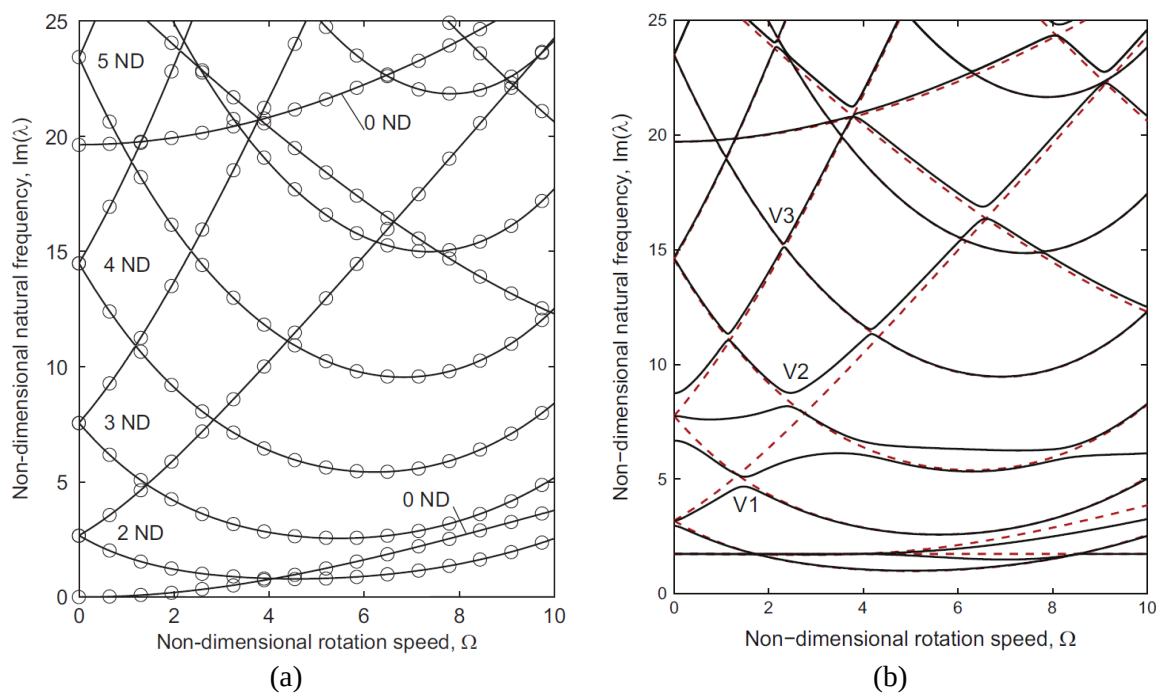 25
20
15
10
5
0
0
2
4
6
8
10
Non-dimensional natural frequency, Im(λ)
Non-dimensional rotation speed, Ω
5 ND
0 ND
4 ND
3 ND
0 ND
2 ND
(a)
25
20
15
10
5
0
0
2
4
6
8
10
Non−dimensional natural frequency, Im(λ)
Non−dimensional rotation speed, Ω
V3
V2
V1
(b)